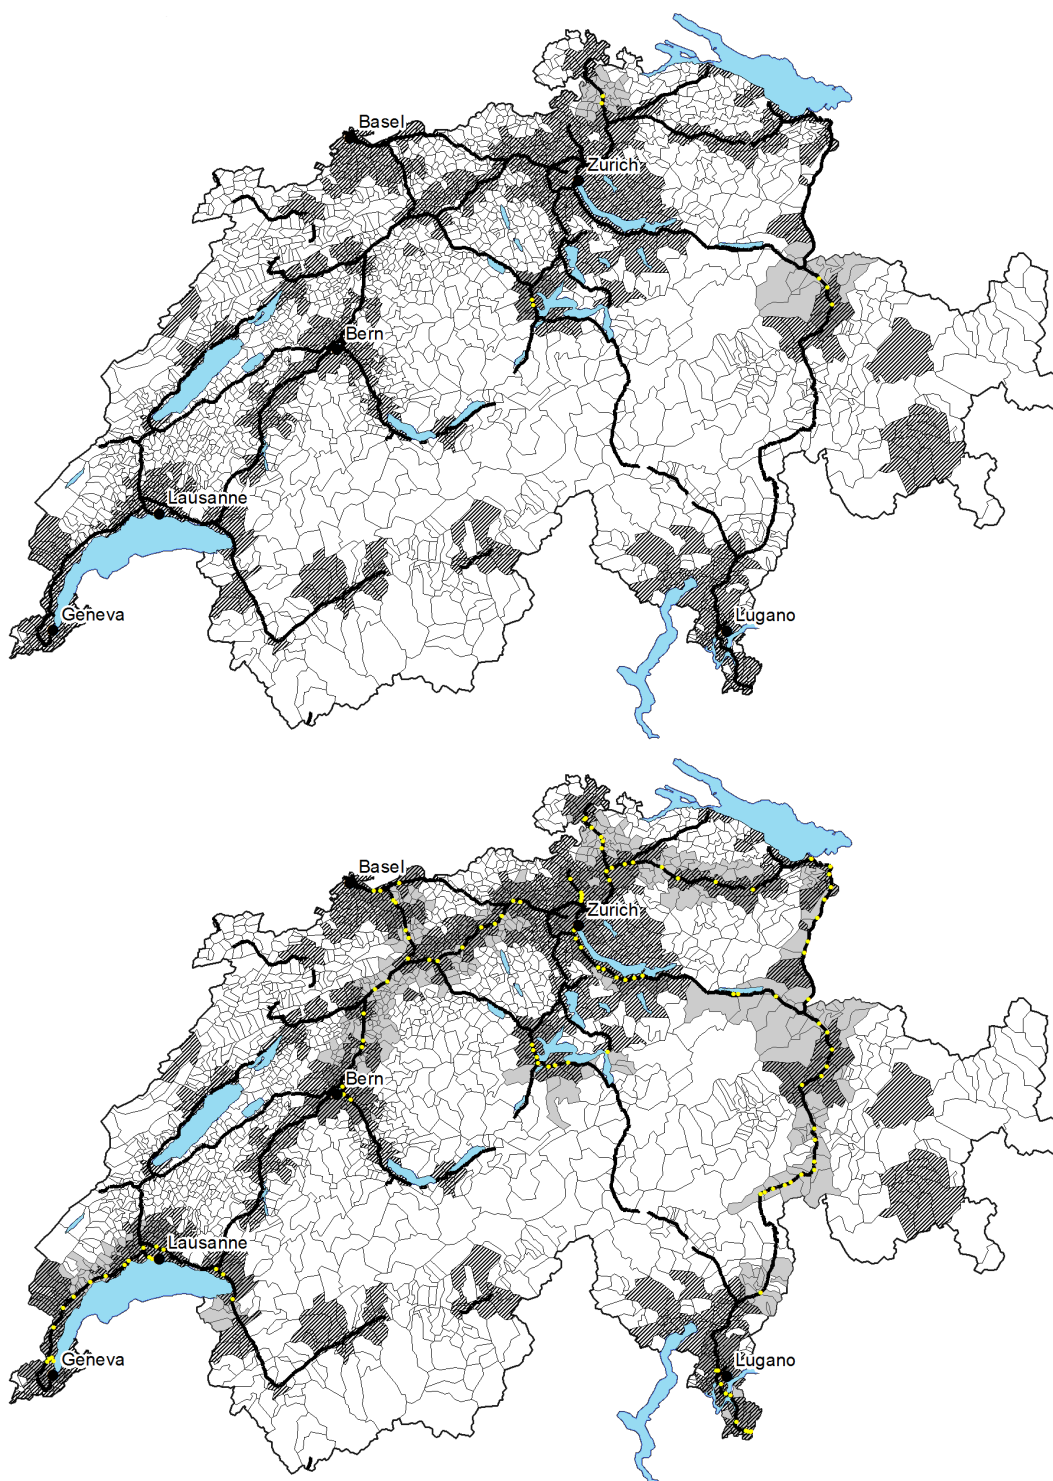 Basel
Zurich
Bern
Lausanne
Geneva
Lugano
Basel
Zurich
Bern
Lausanne
Geneva
Lugano